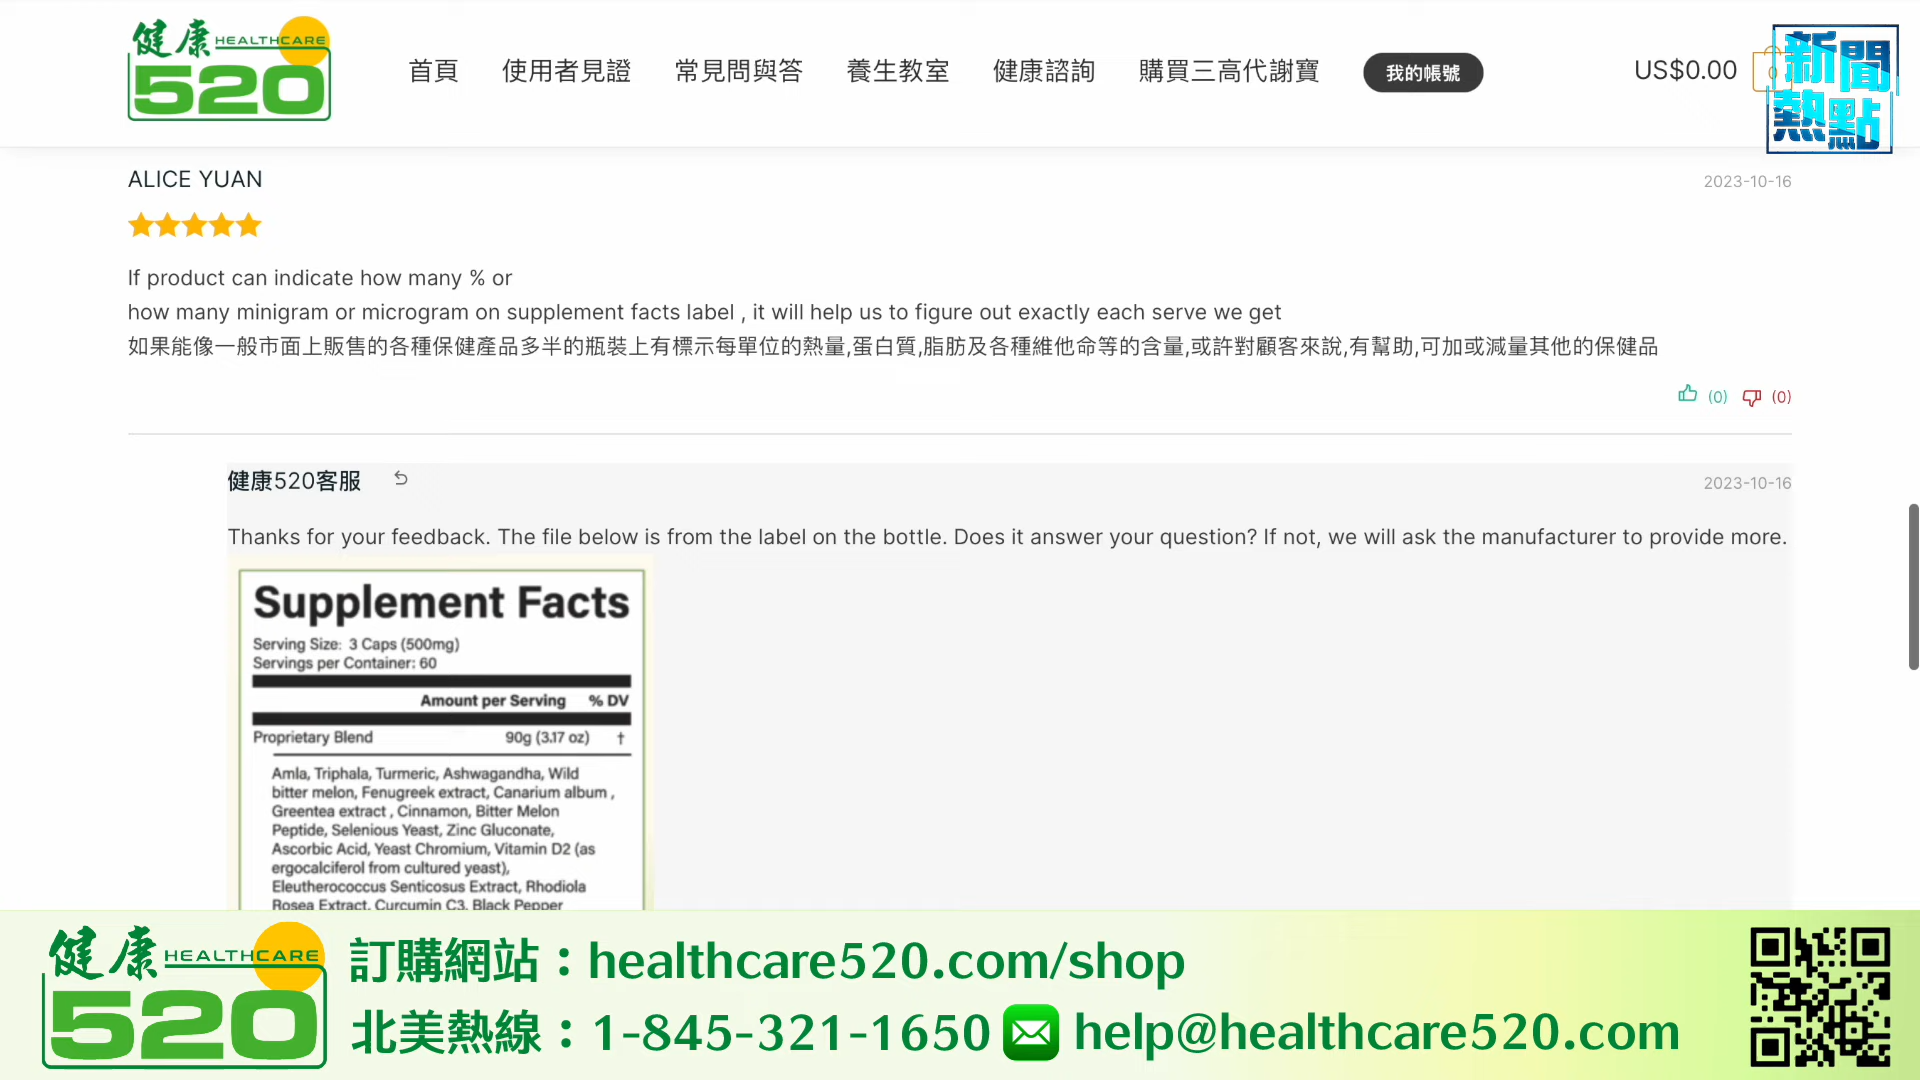 健康 HEALTHCARE
520
首頁 使用者見證 常見問與答 養生教室 健康諮詢 購買三高代謝寶 我的帳號 US$0.00 0
新聞
熱點
ALICE YUAN 2023-10-16
If product can indicate how many % or
how many minigram or microgram on supplement facts label , it will help us to figure out exactly each serve we get
如果能像一般市面上販售的各種保健產品多半的瓶裝上有標示每單位的熱量,蛋白質,脂肪及各種維他命等的含量,或許對顧客來說,有幫助,可加或減量其他的保健品
(0) (0)
健康520客服 2023-10-16
Thanks for your feedback. The file below is from the label on the bottle. Does it answer your question? If not, we will ask the manufacturer to provide more.
Supplement Facts
Serving Size: 3 Caps (500mg)
Servings per Container: 60
Amount per Serving % DV
Proprietary Blend 90g (3.17 oz) †
Amla, Triphala, Turmeric, Ashwagandha, Wild
bitter melon, Fenugreek extract, Canarium album ,
Greentea extract , Cinnamon, Bitter Melon
Peptide, Selenious Yeast, Zinc Gluconate,
Ascorbic Acid, Yeast Chromium, Vitamin D2 (as
ergocalciferol from cultured yeast),
Eleutherococcus Senticosus Extract, Rhodiola
Rosea Extract, Curcumin C3, Black Pepper
健康 HEALTHCARE
520
訂購網站：healthcare520.com/shop
北美熱線：1-845-321-1650 help@healthcare520.com